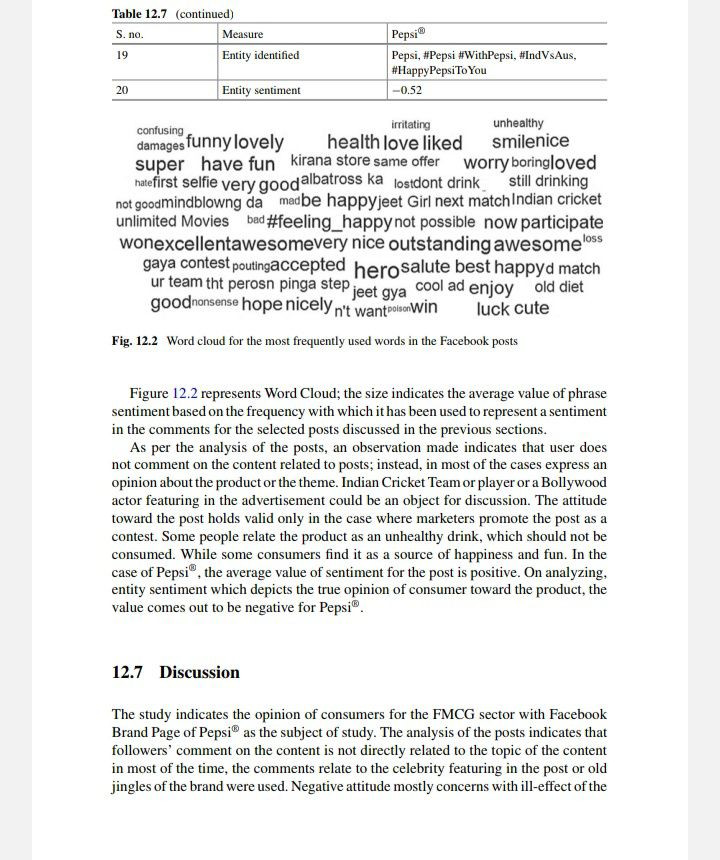 Table 12.7 (continued)
S. no. Measure Pepsi®
19 Entity identified Pepsi, #Pepsi #WithPepsi, #IndVsAus,
#HappyPepsiToYou
20 Entity sentiment −0.52
irritating unhealthy
confusing
damages funny lovely health love liked smile nice
super have fun kirana store same offer worry boring loved
hate first selfie very good albatross ka lost dont drink still drinking
not good mindblowng da mad be happy jeet Girl next match Indian cricket
unlimited Movies bad #feeling_happy not possible now participate
won excellent awesome very nice outstanding awesome loss
gaya contest pouting accepted hero salute best happy d match
ur team tht perosn pinga step jeet gya cool ad enjoy old diet
good nonsense hope nicely n't want poison win luck cute
Fig. 12.2 Word cloud for the most frequently used words in the Facebook posts
Figure 12.2 represents Word Cloud; the size indicates the average value of phrase
sentiment based on the frequency with which it has been used to represent a sentiment
in the comments for the selected posts discussed in the previous sections.
As per the analysis of the posts, an observation made indicates that user does
not comment on the content related to posts; instead, in most of the cases express an
opinion about the product or the theme. Indian Cricket Team or player or a Bollywood
actor featuring in the advertisement could be an object for discussion. The attitude
toward the post holds valid only in the case where marketers promote the post as a
contest. Some people relate the product as an unhealthy drink, which should not be
consumed. While some consumers find it as a source of happiness and fun. In the
case of Pepsi®, the average value of sentiment for the post is positive. On analyzing,
entity sentiment which depicts the true opinion of consumer toward the product, the
value comes out to be negative for Pepsi®.
12.7 Discussion
The study indicates the opinion of consumers for the FMCG sector with Facebook
Brand Page of Pepsi® as the subject of study. The analysis of the posts indicates that
followers' comment on the content is not directly related to the topic of the content
in most of the time, the comments relate to the celebrity featuring in the post or old
jingles of the brand were used. Negative attitude mostly concerns with ill-effect of the